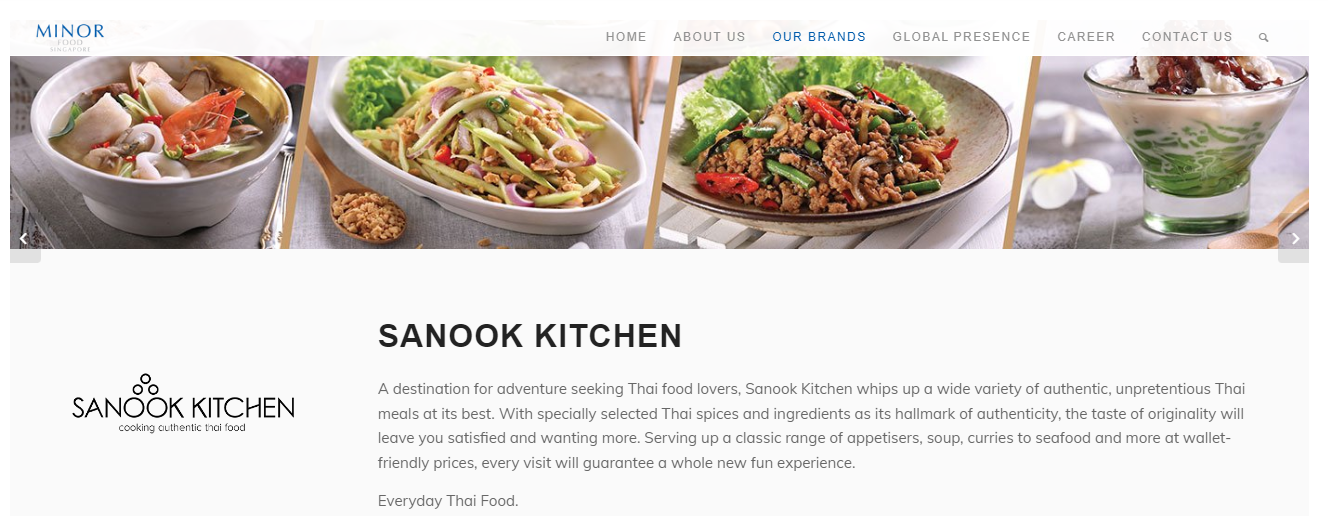 MINOR
FOOD
SINGAPORE
HOME ABOUT US OUR BRANDS GLOBAL PRESENCE CAREER CONTACT US
SANOOK KITCHEN
A destination for adventure seeking Thai food lovers, Sanook Kitchen whips up a wide variety of authentic, unpretentious Thai
meals at its best. With specially selected Thai spices and ingredients as its hallmark of authenticity, the taste of originality will
leave you satisfied and wanting more. Serving up a classic range of appetisers, soup, curries to seafood and more at wallet-
friendly prices, every visit will guarantee a whole new fun experience.
Everyday Thai Food.
SANOOK KITCHEN
cooking authentic thai food